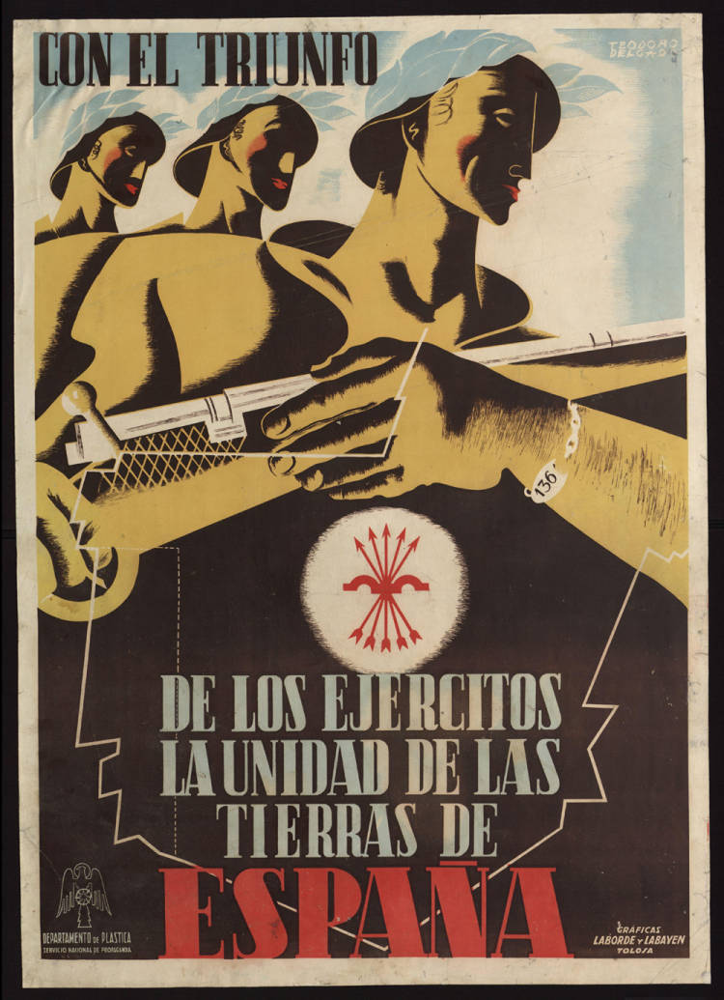 CON EL TRIUNFO
TEODORO
DELGADO
136
DE LOS EJERCITOS
LA UNIDAD DE LAS
TIERRAS DE
ESPAÑA
DEPARTAMENTO DE PLASTICA
SERVICIO NACIONAL DE PROPAGANDA
GRÁFICAS
LABORDE Y LABAYEN
TOLOSA